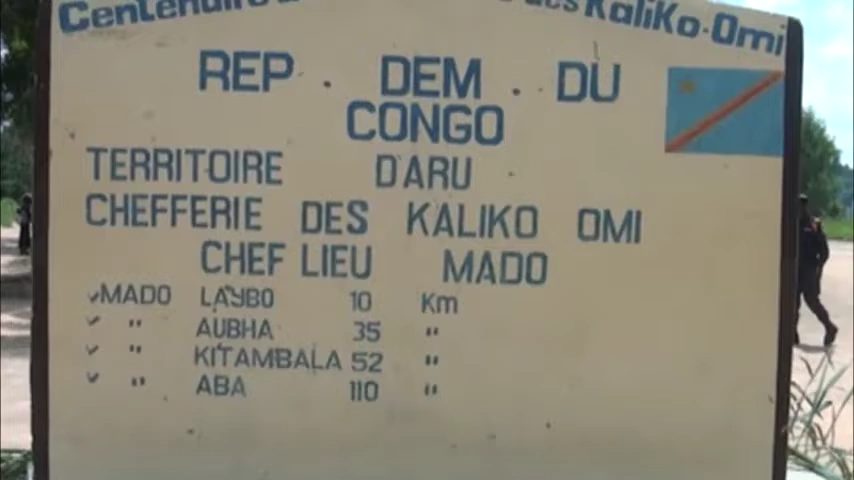 Centenaire des KaliKo-Omi
REP . DEM . DU
CONGO
TERRITOIRE D'ARU
CHEFFERIE DES KALIKO OMI
CHEF LIEU MADO
✓MADO LAYBO 10 Km
✓ " AUBHA 35 "
✓ " KITAMBALA 52 "
✓ " ABA 110 "